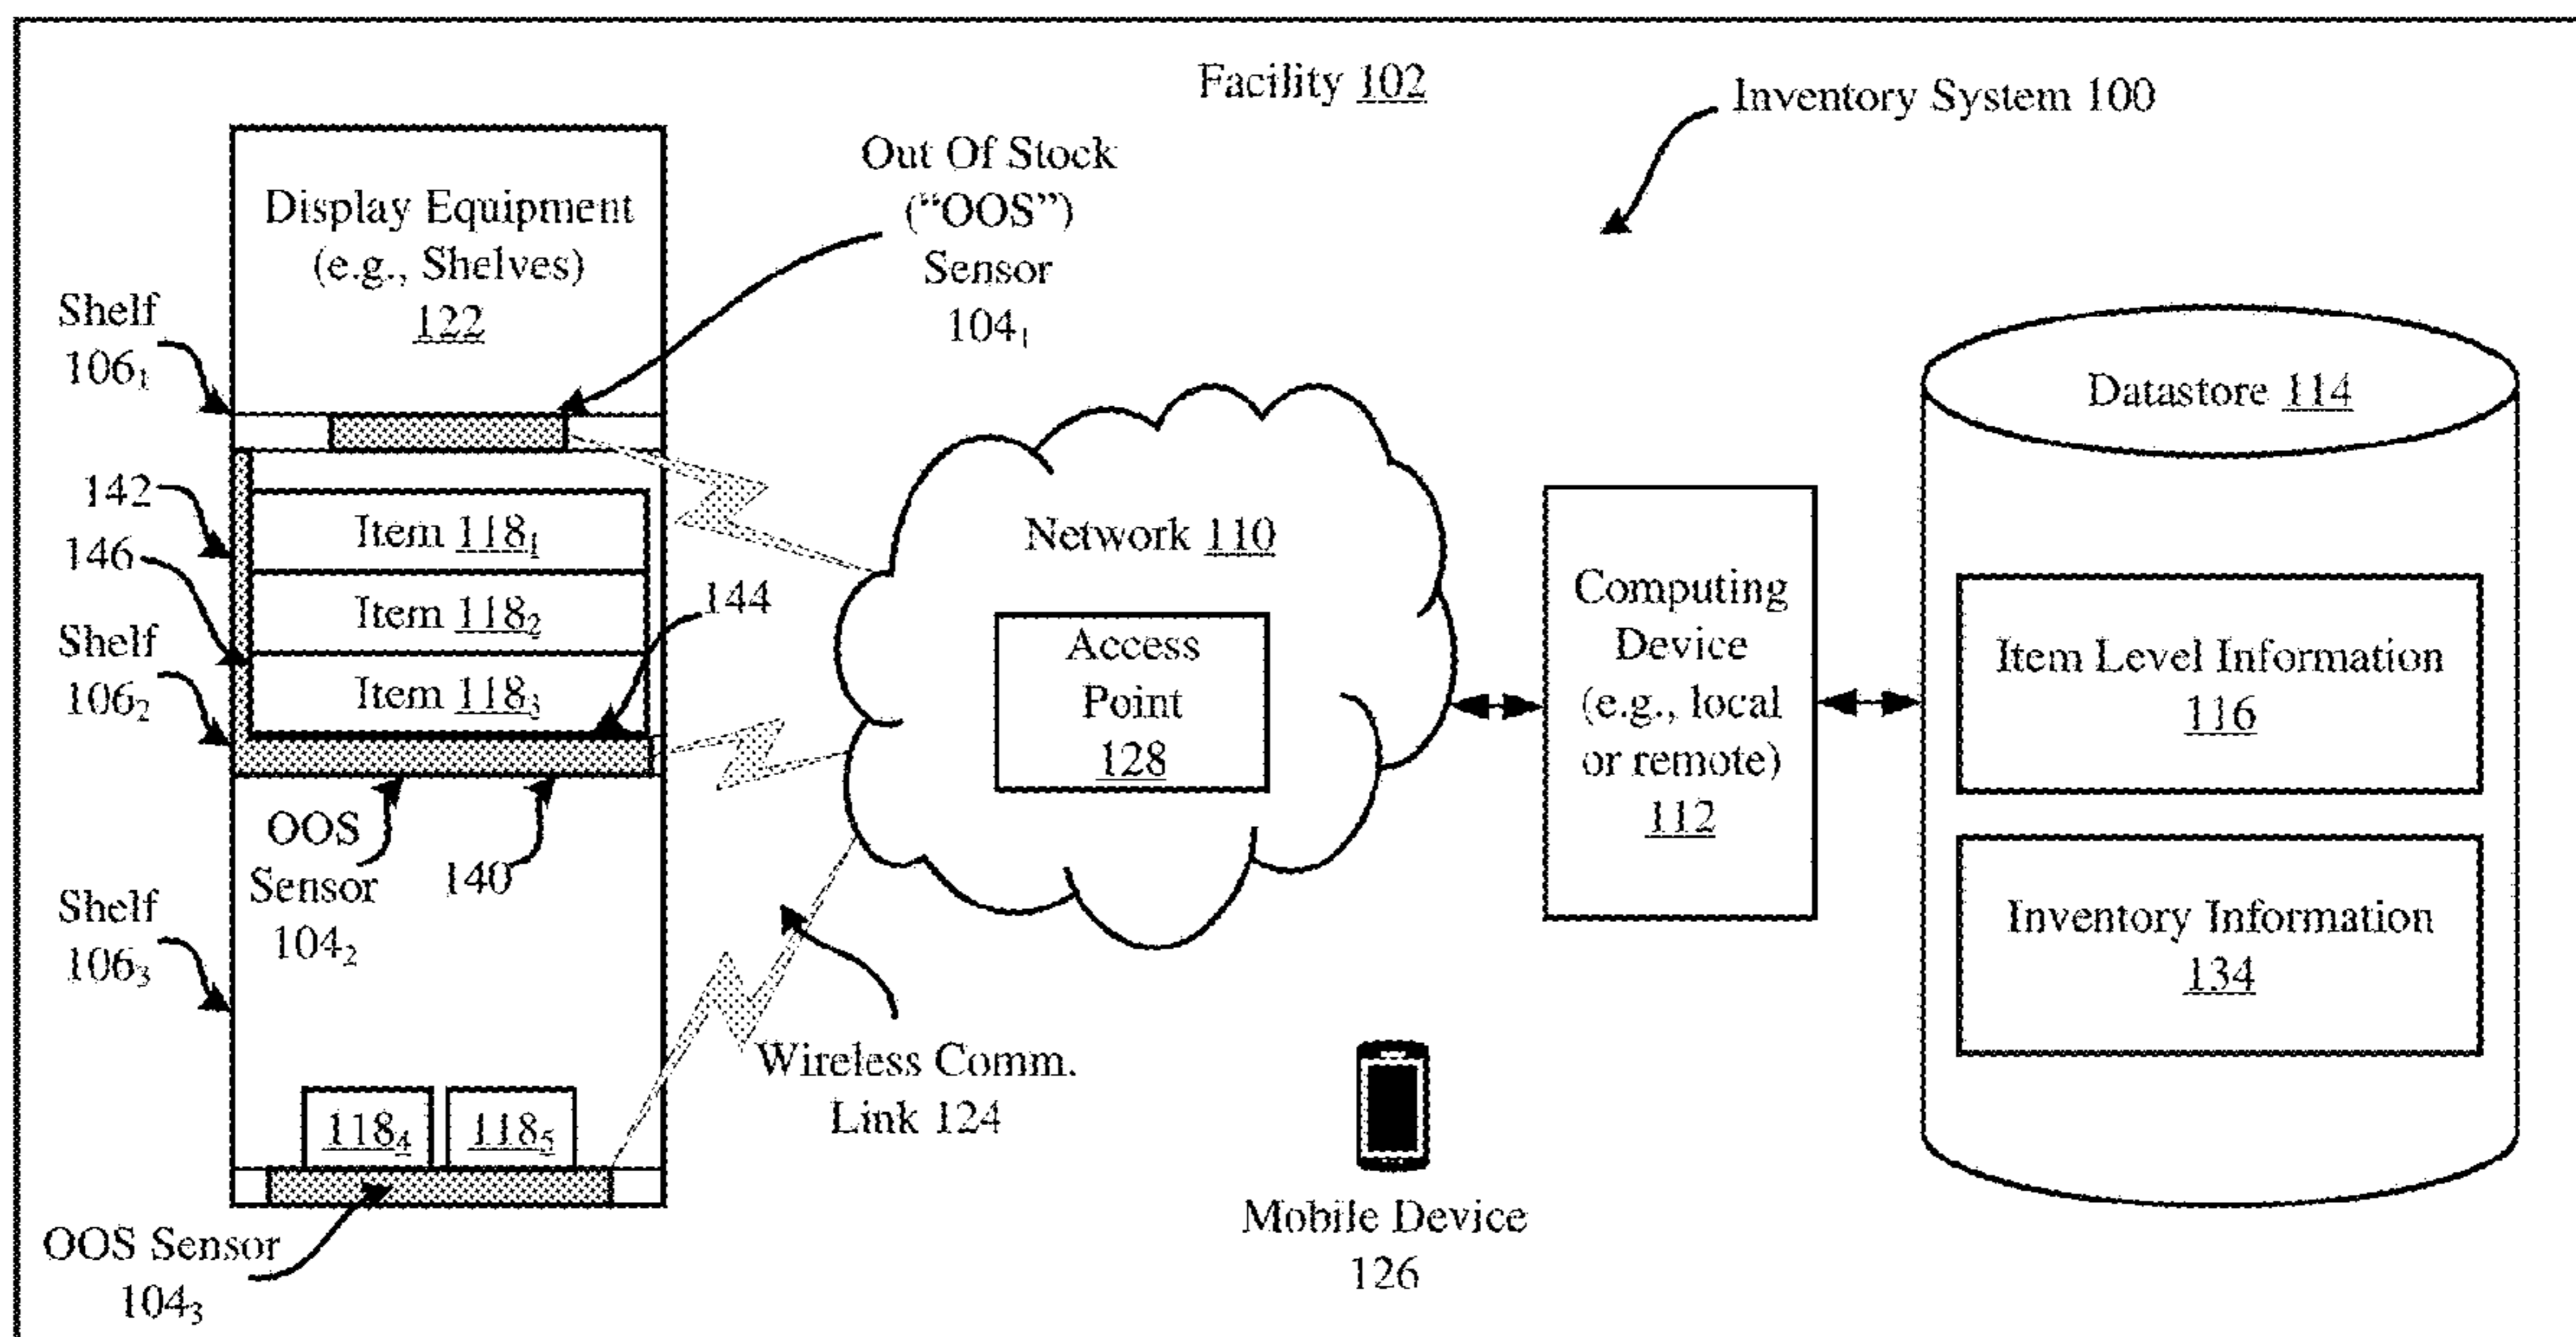 Facility 102
Inventory System 100
Out Of Stock
("OOS")
Sensor
104₁
Display Equipment
(e.g., Shelves)
122
Shelf
106₁
142
146
Shelf
106₂
Item 118₁
Item 118₂
Item 118₃
144
OOS
Sensor
104₂
140
Shelf
106₃
118₄
118₅
OOS Sensor
104₃
Wireless Comm.
Link 124
Network 110
Access
Point
128
Computing
Device
(e.g., local
or remote)
112
Mobile Device
126
Datastore 114
Item Level Information
116
Inventory Information
134